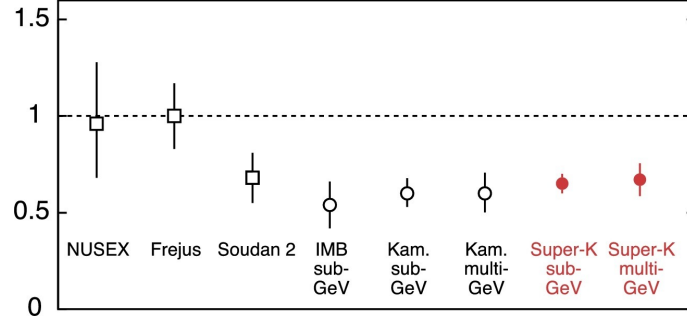 1.5
1
0.5
0
NUSEX
Frejus
Soudan 2
IMB
sub-
GeV
Kam.
sub-
GeV
Kam.
multi-
GeV
Super-K
sub-
GeV
Super-K
multi-
GeV